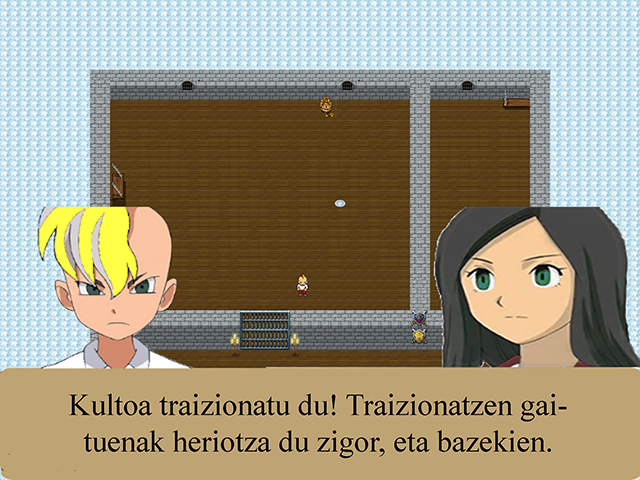 Kultoa traizionatu du! Traizionatzen gai-
tuenak heriotza du zigor, eta bazekien.